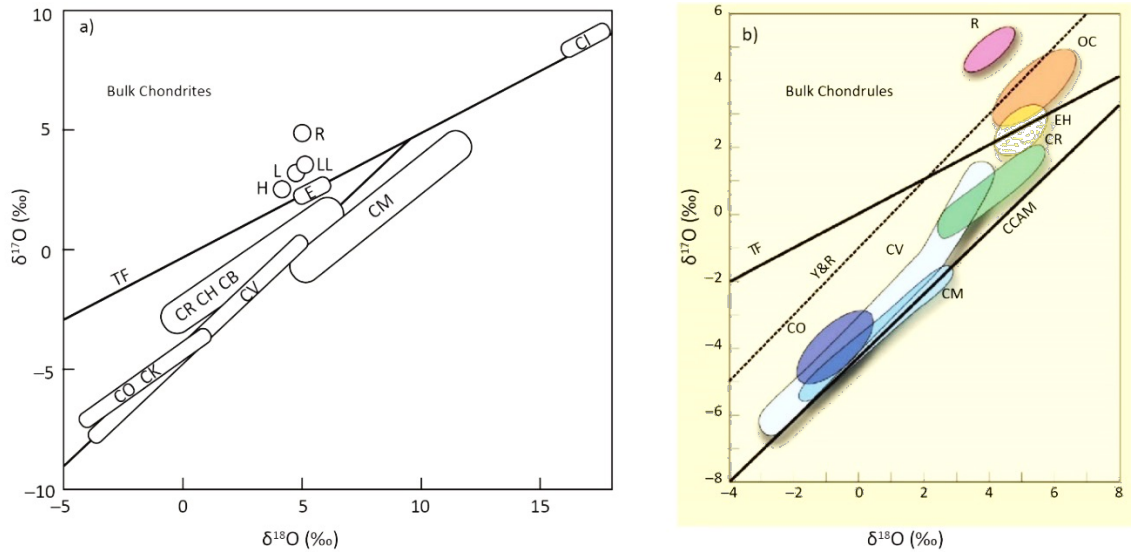 a)
Bulk Chondrites
10
5
0
−5
−10
−5
0
5
10
15
δ¹⁷O (‰)
δ¹⁸O (‰)
CI
R
L
LL
H
E
CM
TF
CR CH CB
CV
CO CK
b)
Bulk Chondrules
6
4
2
0
−2
−4
−6
−8
−4
−2
0
2
4
6
8
δ¹⁷O (‰)
δ¹⁸O (‰)
R
OC
EH
CR
CCAM
TF
Y&R
CV
CM
CO